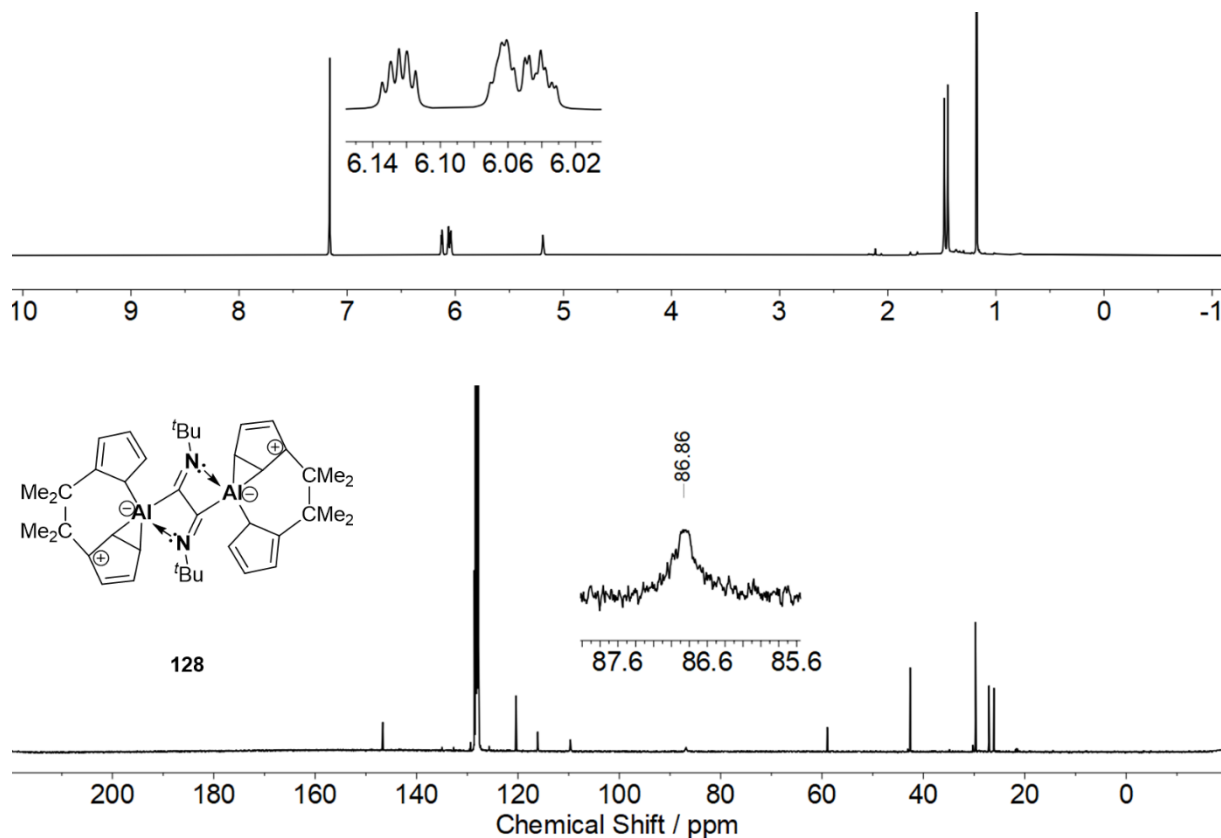 6.14 6.10 6.06 6.02
10 9 8 7 6 5 4 3 2 1 0 -1
86.86
87.6 86.6 85.6
tBu
N:
Me2C
Me2C
Al
CMe2
CMe2
Al
:N
tBu
128
200 180 160 140 120 100 80 60 40 20 0
Chemical Shift / ppm